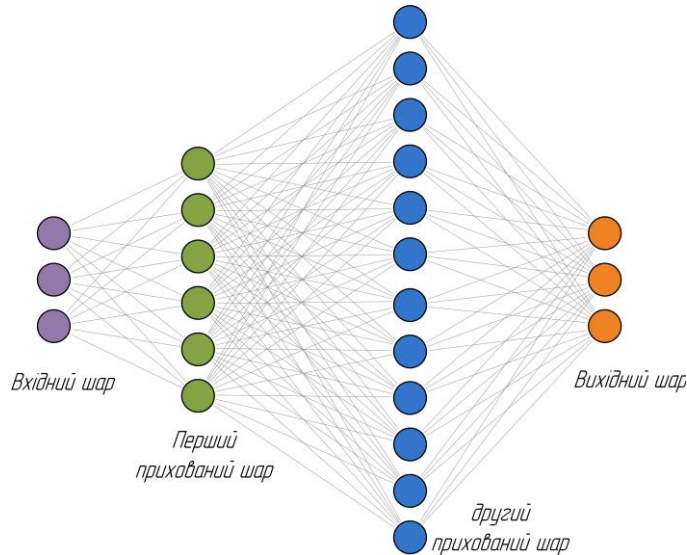 Вхідний шар
Перший
прихований шар
другий
прихований шар
Вихідний шар